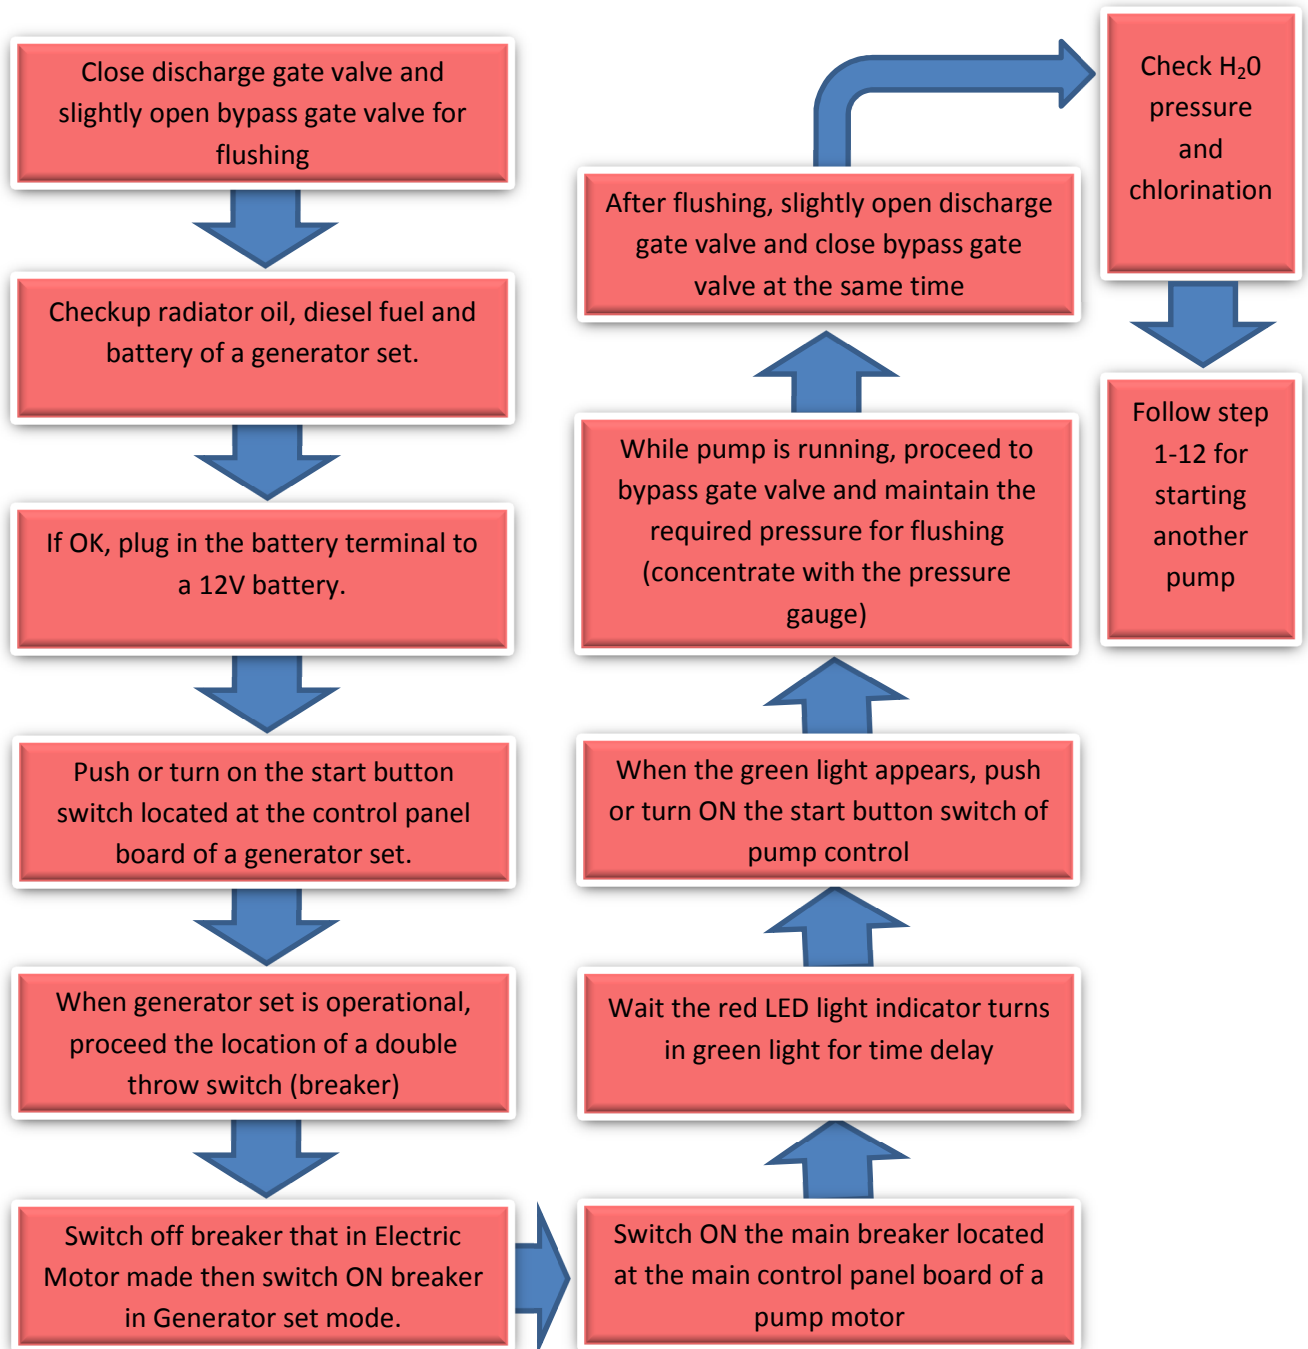 Close discharge gate valve and
slightly open bypass gate valve for
flushing
Checkup radiator oil, diesel fuel and
battery of a generator set.
If OK, plug in the battery terminal to
a 12V battery.
Push or turn on the start button
switch located at the control panel
board of a generator set.
When generator set is operational,
proceed the location of a double
throw switch (breaker)
Switch off breaker that in Electric
Motor made then switch ON breaker
in Generator set mode.
Switch ON the main breaker located
at the main control panel board of a
pump motor
Wait the red LED light indicator turns
in green light for time delay
When the green light appears, push
or turn ON the start button switch of
pump control
While pump is running, proceed to
bypass gate valve and maintain the
required pressure for flushing
(concentrate with the pressure
gauge)
After flushing, slightly open discharge
gate valve and close bypass gate
valve at the same time
Check H₂0
pressure
and
chlorination
Follow step
1-12 for
starting
another
pump